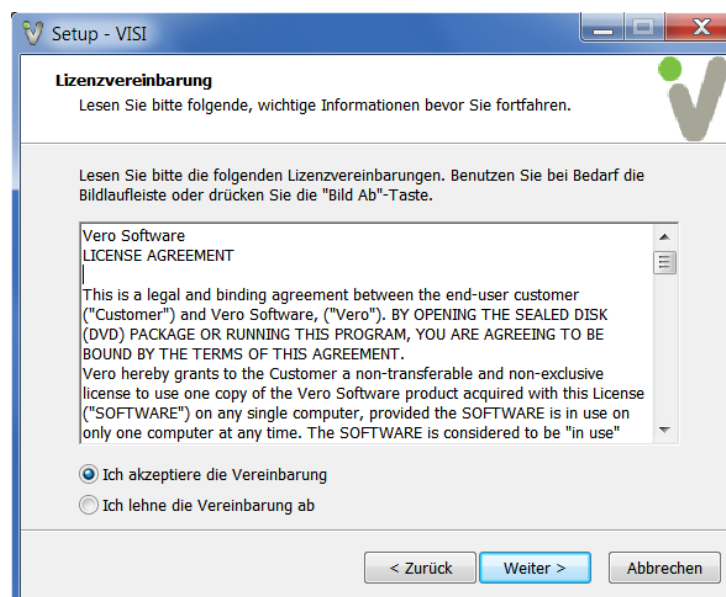 Setup - VISI
Lizenzvereinbarung
Lesen Sie bitte folgende, wichtige Informationen bevor Sie fortfahren.
Lesen Sie bitte die folgenden Lizenzvereinbarungen. Benutzen Sie bei Bedarf die
Bildlaufleiste oder drücken Sie die "Bild Ab"-Taste.
Vero Software
LICENSE AGREEMENT
This is a legal and binding agreement between the end-user customer
("Customer") and Vero Software, ("Vero"). BY OPENING THE SEALED DISK
(DVD) PACKAGE OR RUNNING THIS PROGRAM, YOU ARE AGREEING TO BE
BOUND BY THE TERMS OF THIS AGREEMENT.
Vero hereby grants to the Customer a non-transferable and non-exclusive
license to use one copy of the Vero Software product acquired with this License
("SOFTWARE") on any single computer, provided the SOFTWARE is in use on
only one computer at any time. The SOFTWARE is considered to be "in use"
Ich akzeptiere die Vereinbarung
Ich lehne die Vereinbarung ab
< Zurück
Weiter >
Abbrechen